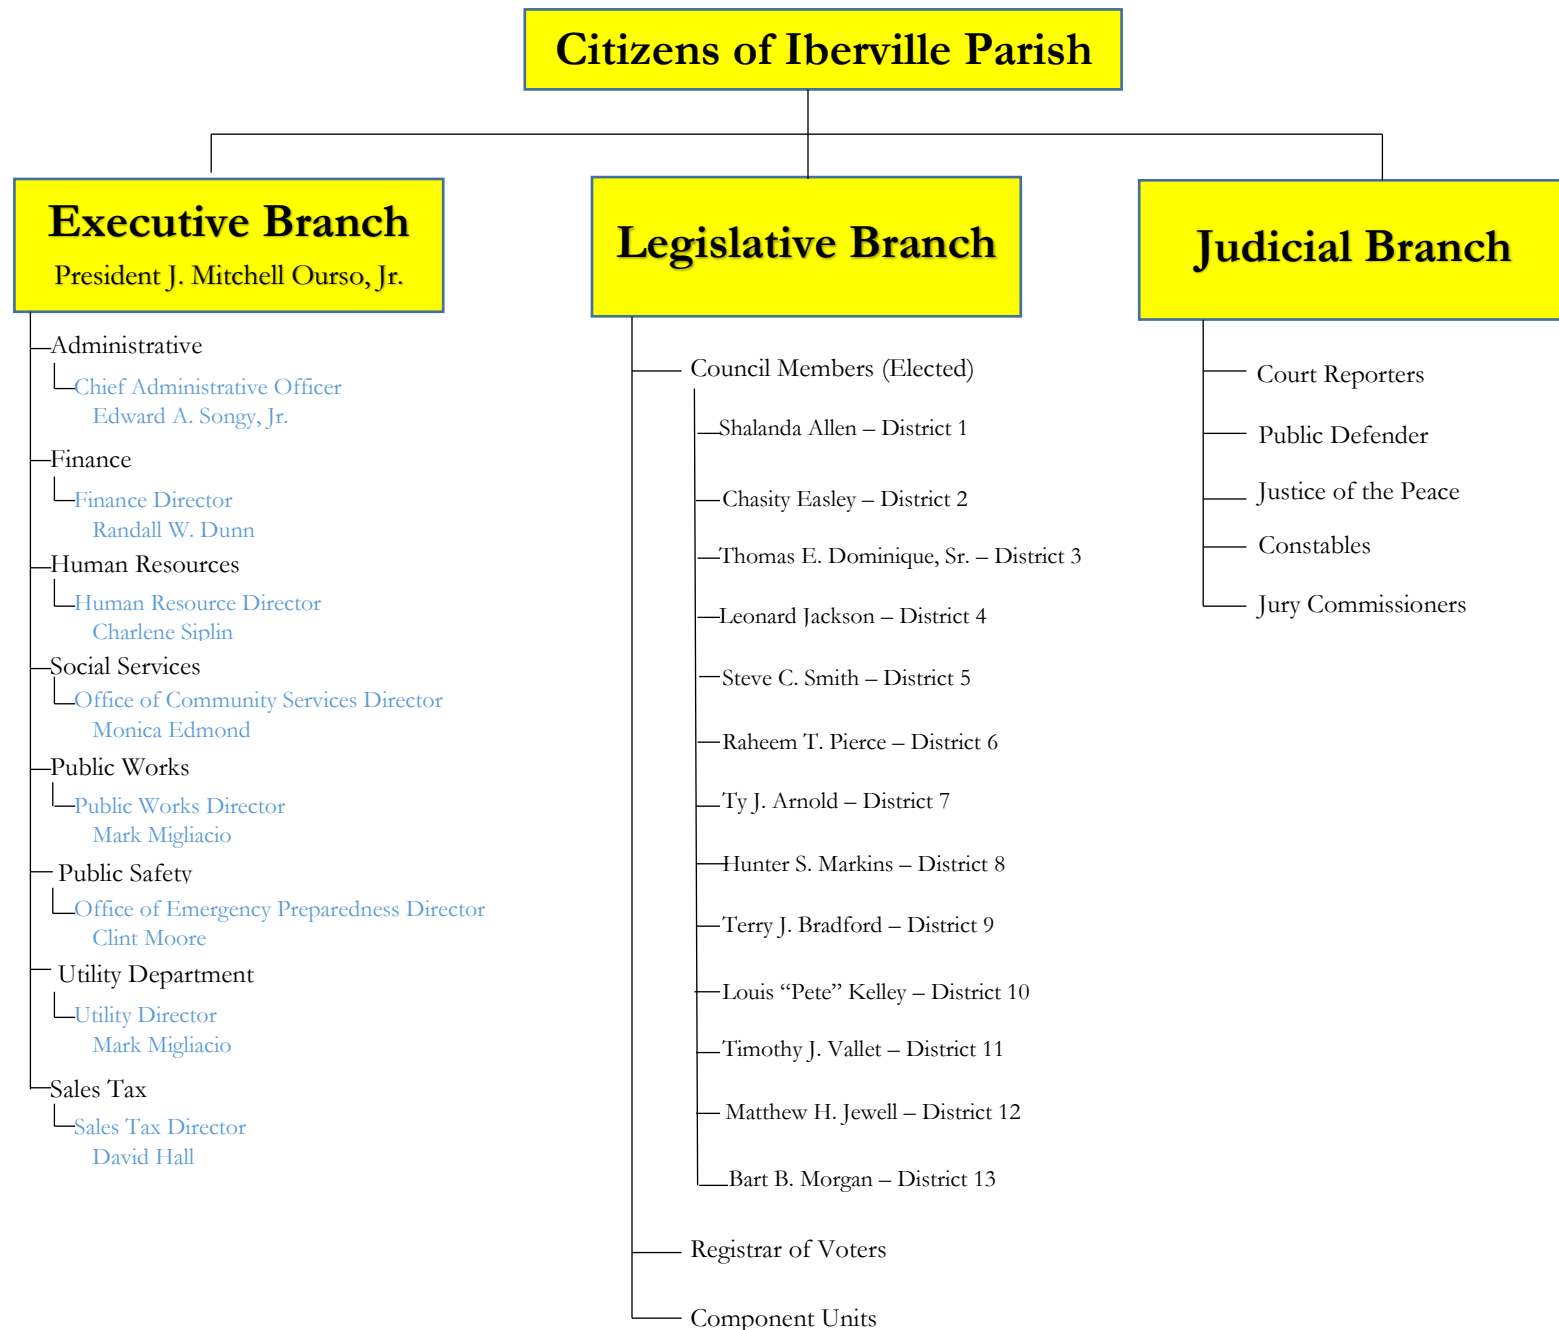 Citizens of Iberville Parish
Executive Branch
President J. Mitchell Ourso, Jr.
Administrative
Chief Administrative Officer
Edward A. Songy, Jr.
Finance
Finance Director
Randall W. Dunn
Human Resources
Human Resource Director
Charlene Siplin
Social Services
Office of Community Services Director
Monica Edmond
Public Works
Public Works Director
Mark Migliacio
Public Safety
Office of Emergency Preparedness Director
Clint Moore
Utility Department
Utility Director
Mark Migliacio
Sales Tax
Sales Tax Director
David Hall
Legislative Branch
Council Members (Elected)
Shalanda Allen – District 1
Chasity Easley – District 2
Thomas E. Dominique, Sr. – District 3
Leonard Jackson – District 4
Steve C. Smith – District 5
Raheem T. Pierce – District 6
Ty J. Arnold – District 7
Hunter S. Markins – District 8
Terry J. Bradford – District 9
Louis “Pete” Kelley – District 10
Timothy J. Vallet – District 11
Matthew H. Jewell – District 12
Bart B. Morgan – District 13
Registrar of Voters
Component Units
Judicial Branch
Court Reporters
Public Defender
Justice of the Peace
Constables
Jury Commissioners